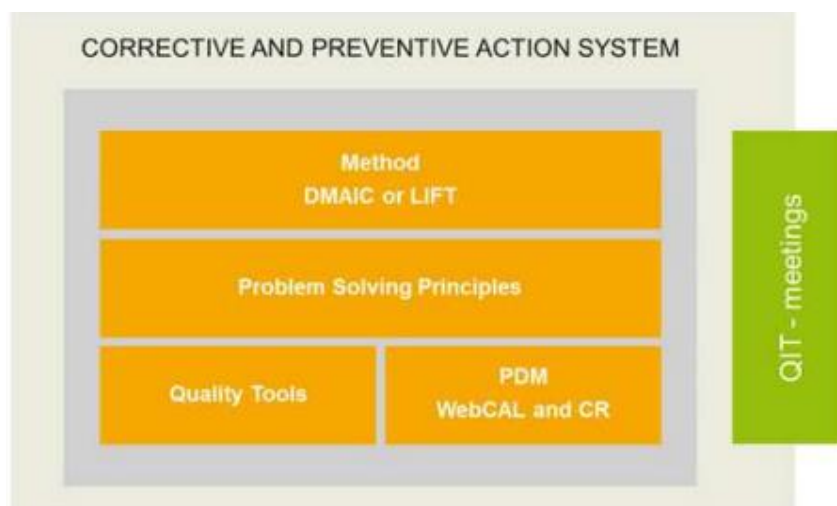 CORRECTIVE AND PREVENTIVE ACTION SYSTEM
Method
DMAIC or LIFT
Problem Solving Principles
Quality Tools
PDM
WebCAL and CR
QIT - meetings